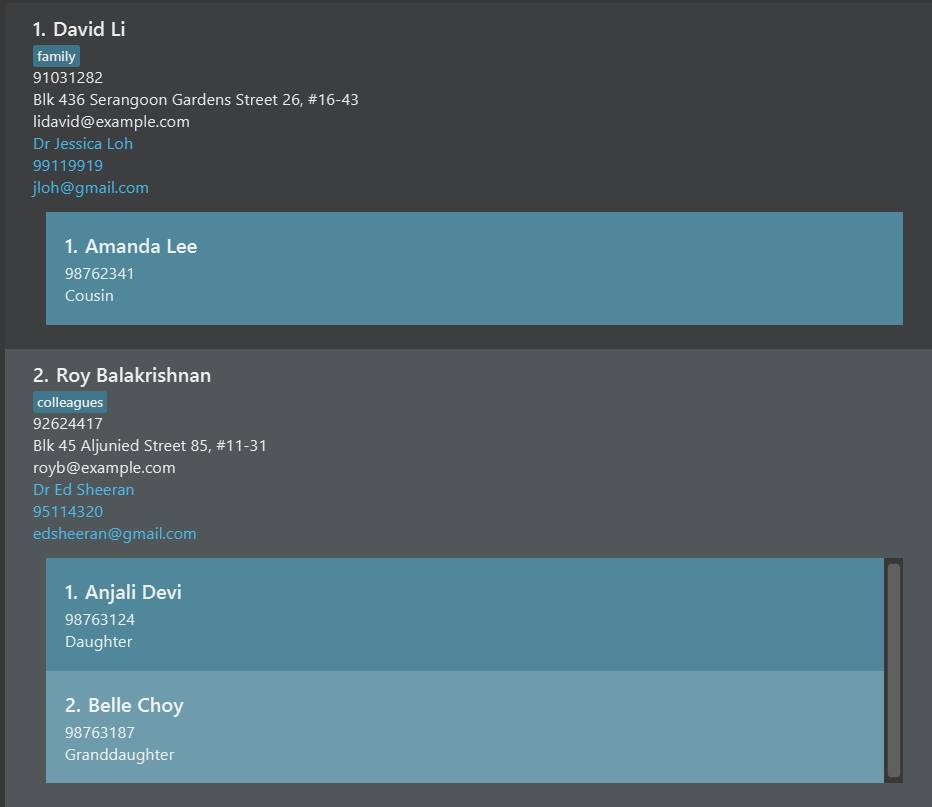 1. David Li
family
91031282
Blk 436 Serangoon Gardens Street 26, #16-43
lidavid@example.com
Dr Jessica Loh
99119919
jloh@gmail.com
1. Amanda Lee
98762341
Cousin
2. Roy Balakrishnan
colleagues
92624417
Blk 45 Aljunied Street 85, #11-31
royb@example.com
Dr Ed Sheeran
95114320
edsheeran@gmail.com
1. Anjali Devi
98763124
Daughter
2. Belle Choy
98763187
Granddaughter